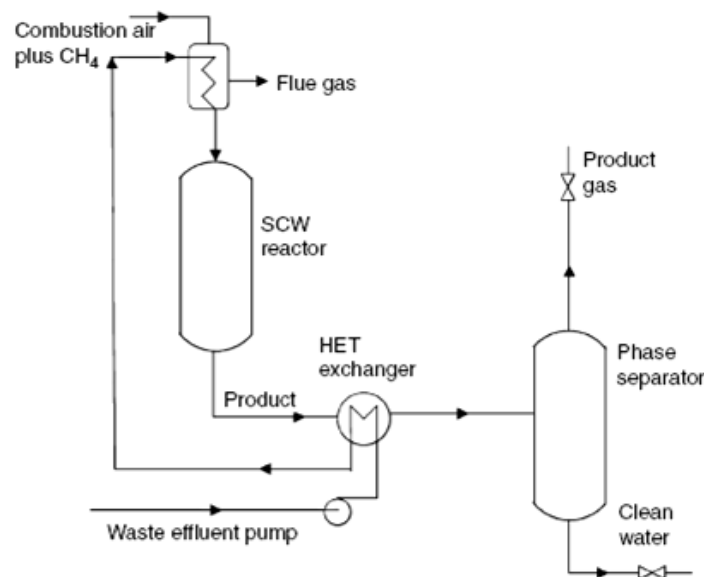 Combustion air
plus CH₄
Flue gas
SCW
reactor
Product
gas
HET
exchanger
Phase
separator
Product
Waste effluent pump
Clean
water